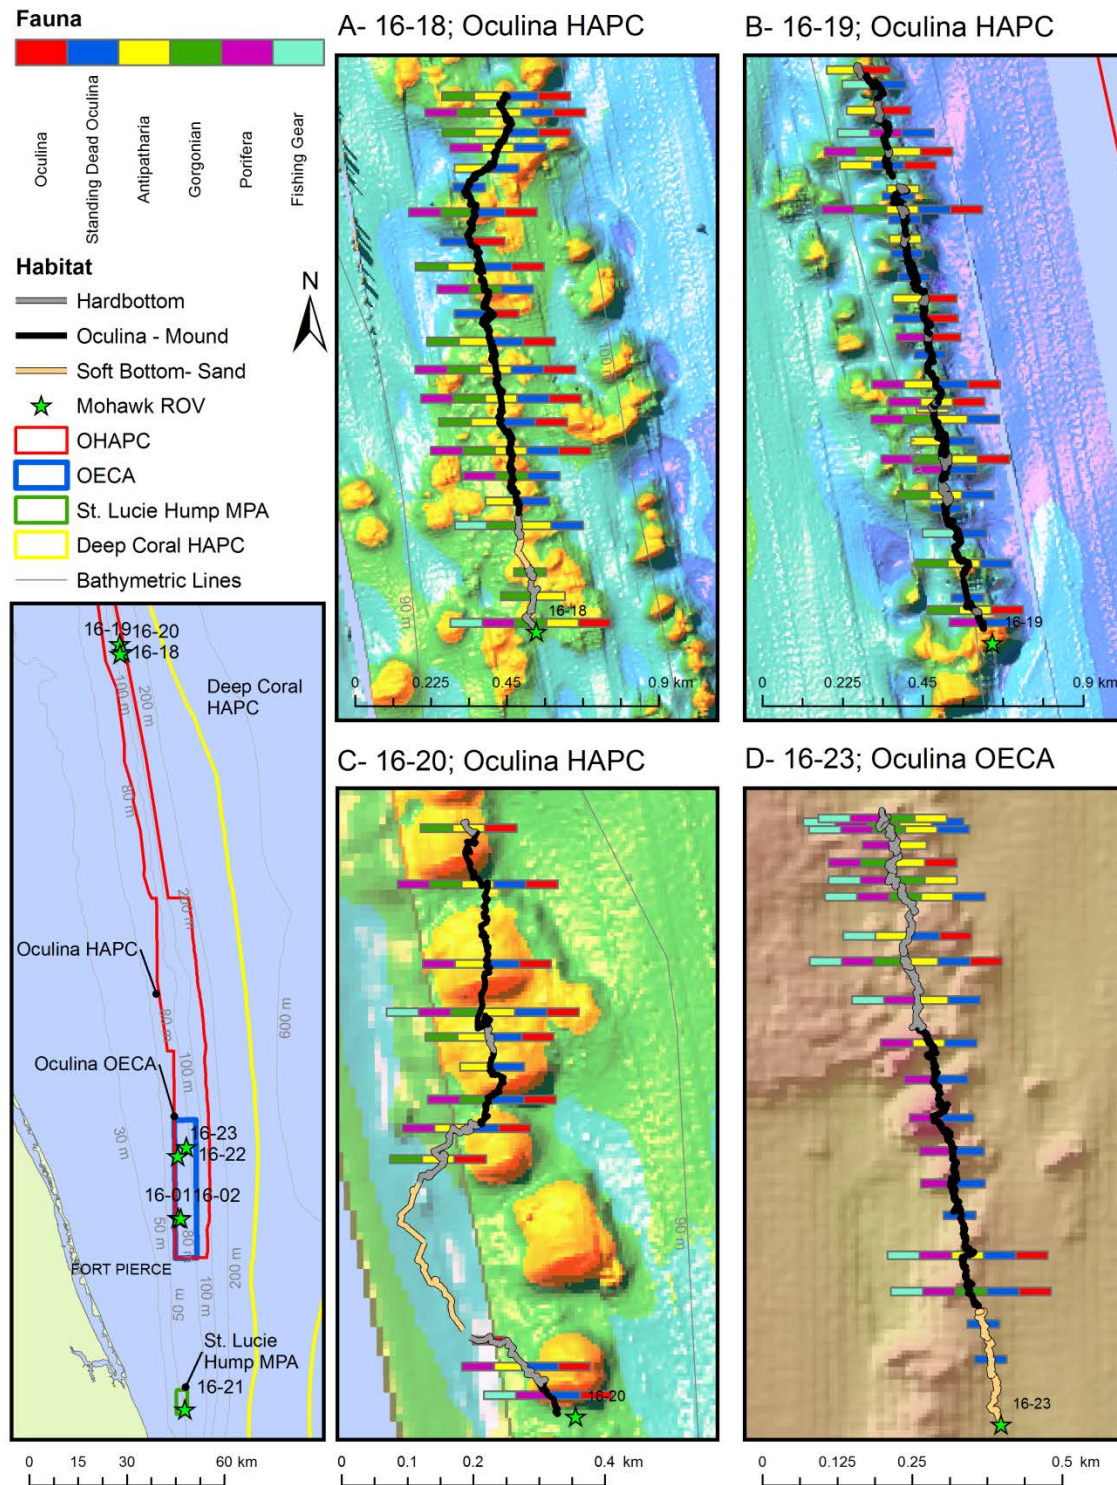 Fauna
Oculina
Standing Dead Oculina
Antipatharia
Gorgonian
Porifera
Fishing Gear
Habitat
N
Hardbottom
Oculina - Mound
Soft Bottom- Sand
Mohawk ROV
OHAPC
OECA
St. Lucie Hump MPA
Deep Coral HAPC
Bathymetric Lines
16-19 16-20
16-18
Deep Coral
HAPC
100 m
200 m
80 m
200 m
Oculina HAPC
80 m
600 m
Oculina OECA
100 m
30 m
16-23
16-22
16-01 16-02
50 m
80 m
FORT PIERCE
200 m
100 m
50 m
St. Lucie
Hump MPA
16-21
0 15 30 60 km
A- 16-18; Oculina HAPC
90 m
16-18
0 0.225 0.45 0.9 km
B- 16-19; Oculina HAPC
16-19
0 0.225 0.45 0.9 km
C- 16-20; Oculina HAPC
90 m
16-20
0 0.1 0.2 0.4 km
D- 16-23; Oculina OECA
16-23
0 0.125 0.25 0.5 km